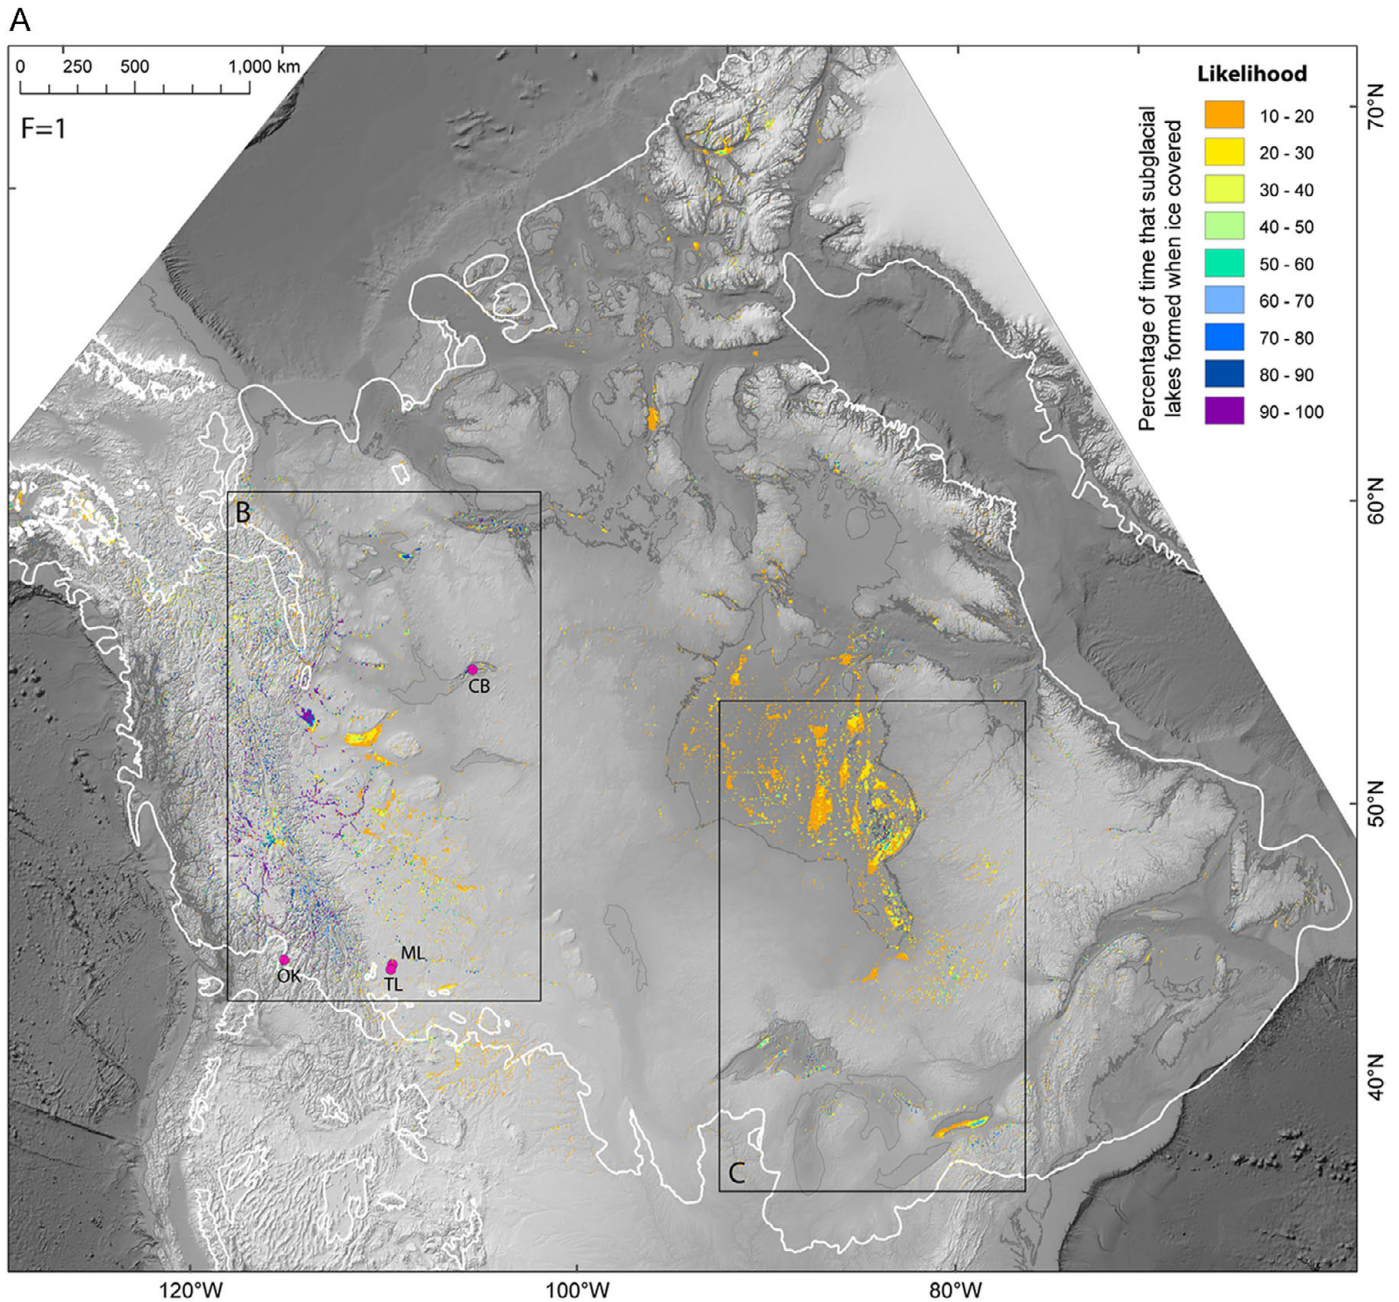 A
0 250 500 1,000 km
F=1
Likelihood
Percentage of time that subglacial
lakes formed when ice covered
10 - 20
20 - 30
30 - 40
40 - 50
50 - 60
60 - 70
70 - 80
80 - 90
90 - 100
70°N
60°N
50°N
40°N
B
CB
ML
OK
TL
C
120°W 100°W 80°W